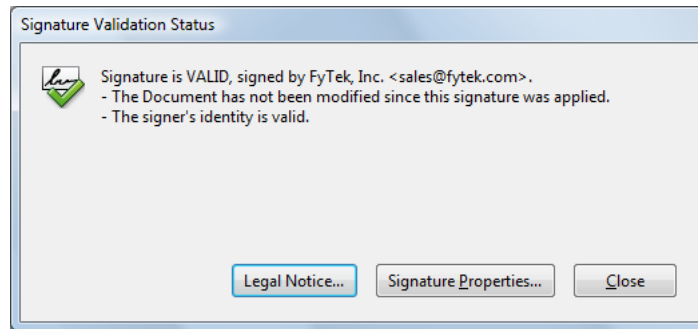 Signature Validation Status
Signature is VALID, signed by FyTek, Inc. <sales@fytek.com>.
- The Document has not been modified since this signature was applied.
- The signer's identity is valid.
Legal Notice... Signature Properties... Close